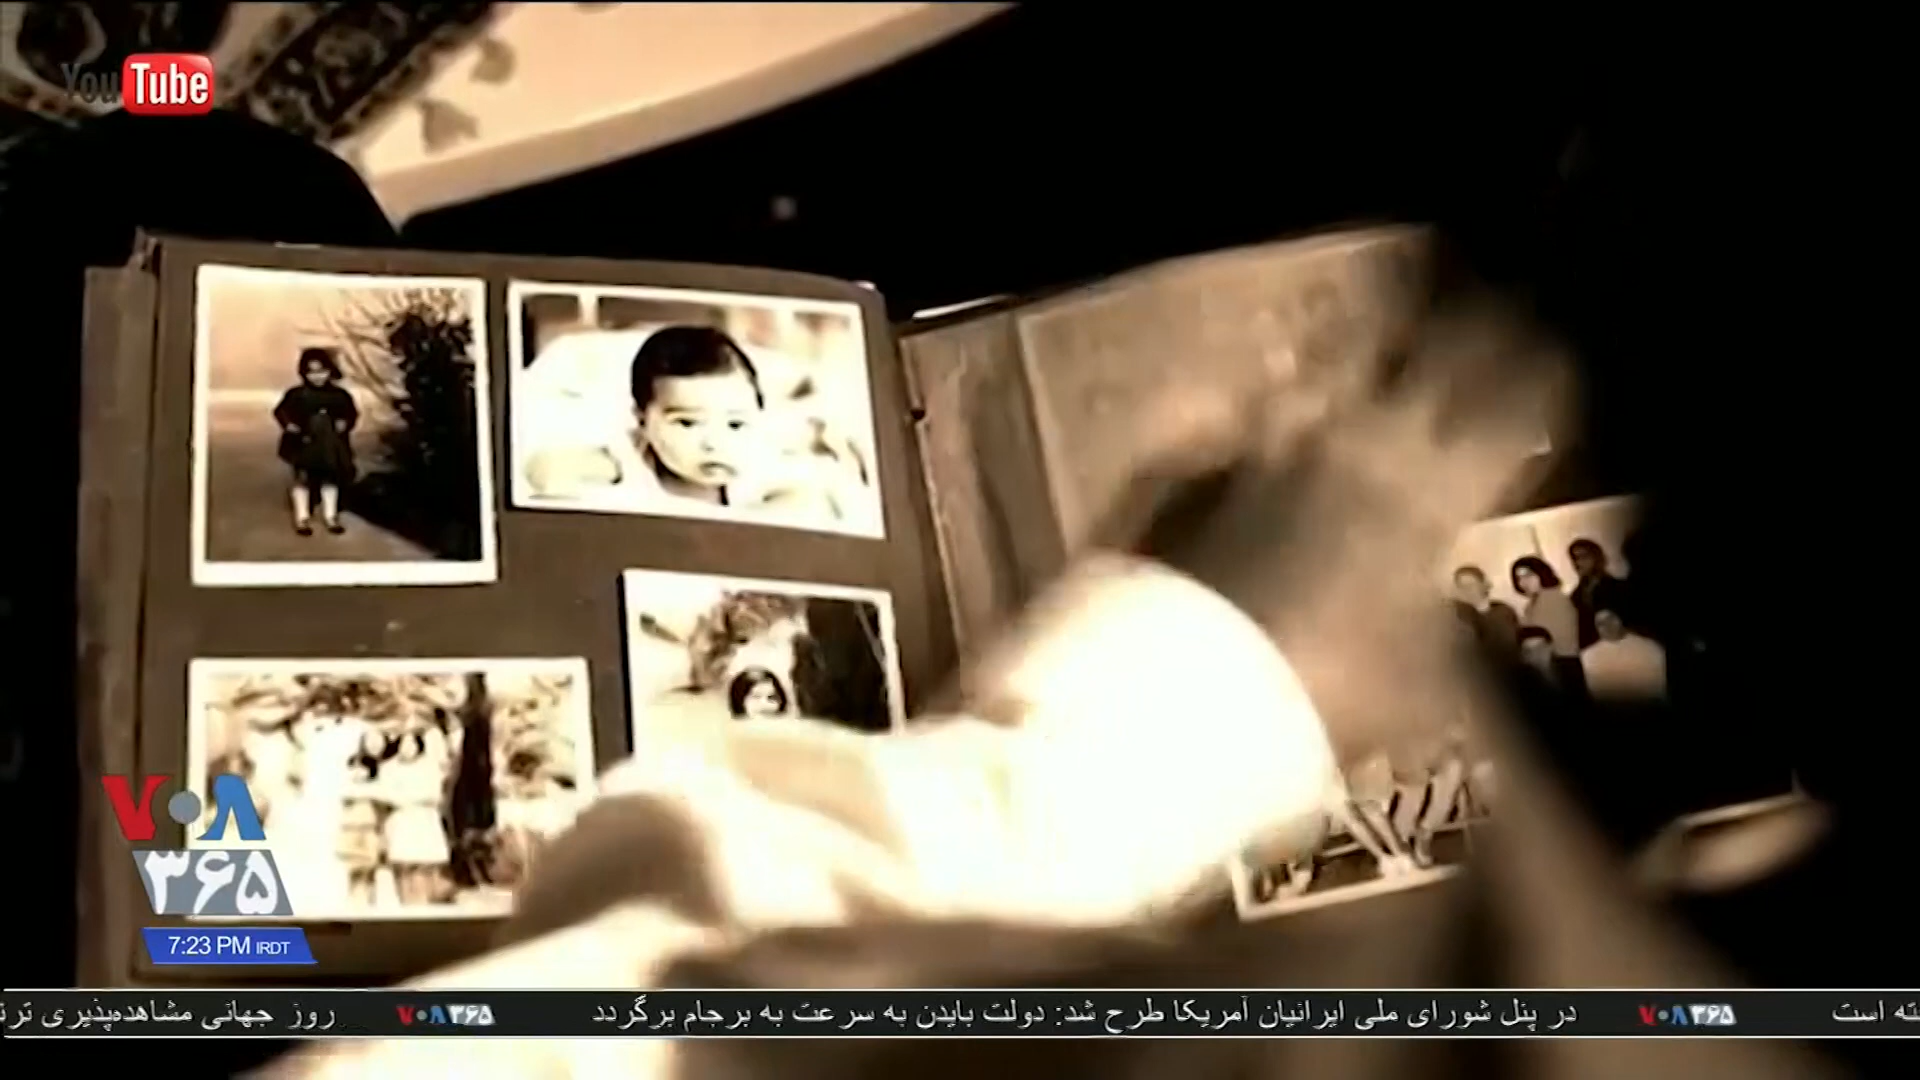 YouTube
VOA
۳۶۵
7:23 PM IRDT
است VOA۳۶۵ در پنل شورای ملی ایرانیان آمریکا طرح شد: دولت بایدن به سرعت به برجام برگردد VOA۳۶۵ روز جهانی مشاهده‌پذیری